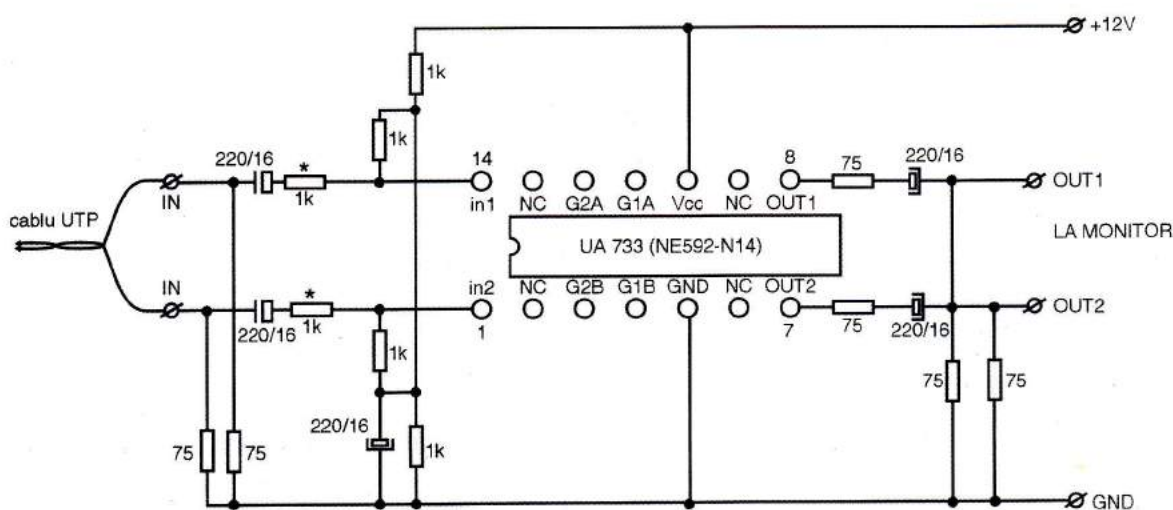 +12V
1k
1k
220/16
*
1k
14
8
75
220/16
IN
in1
NC
G2A
G1A
Vcc
NC
OUT1
OUT1
cablu UTP
UA 733 (NE592-N14)
LA MONITOR
IN
in2
NC
G2B
G1B
GND
NC
OUT2
OUT2
220/16
*
1k
1
7
75
220/16
1k
75
75
220/16
75
75
1k
GND